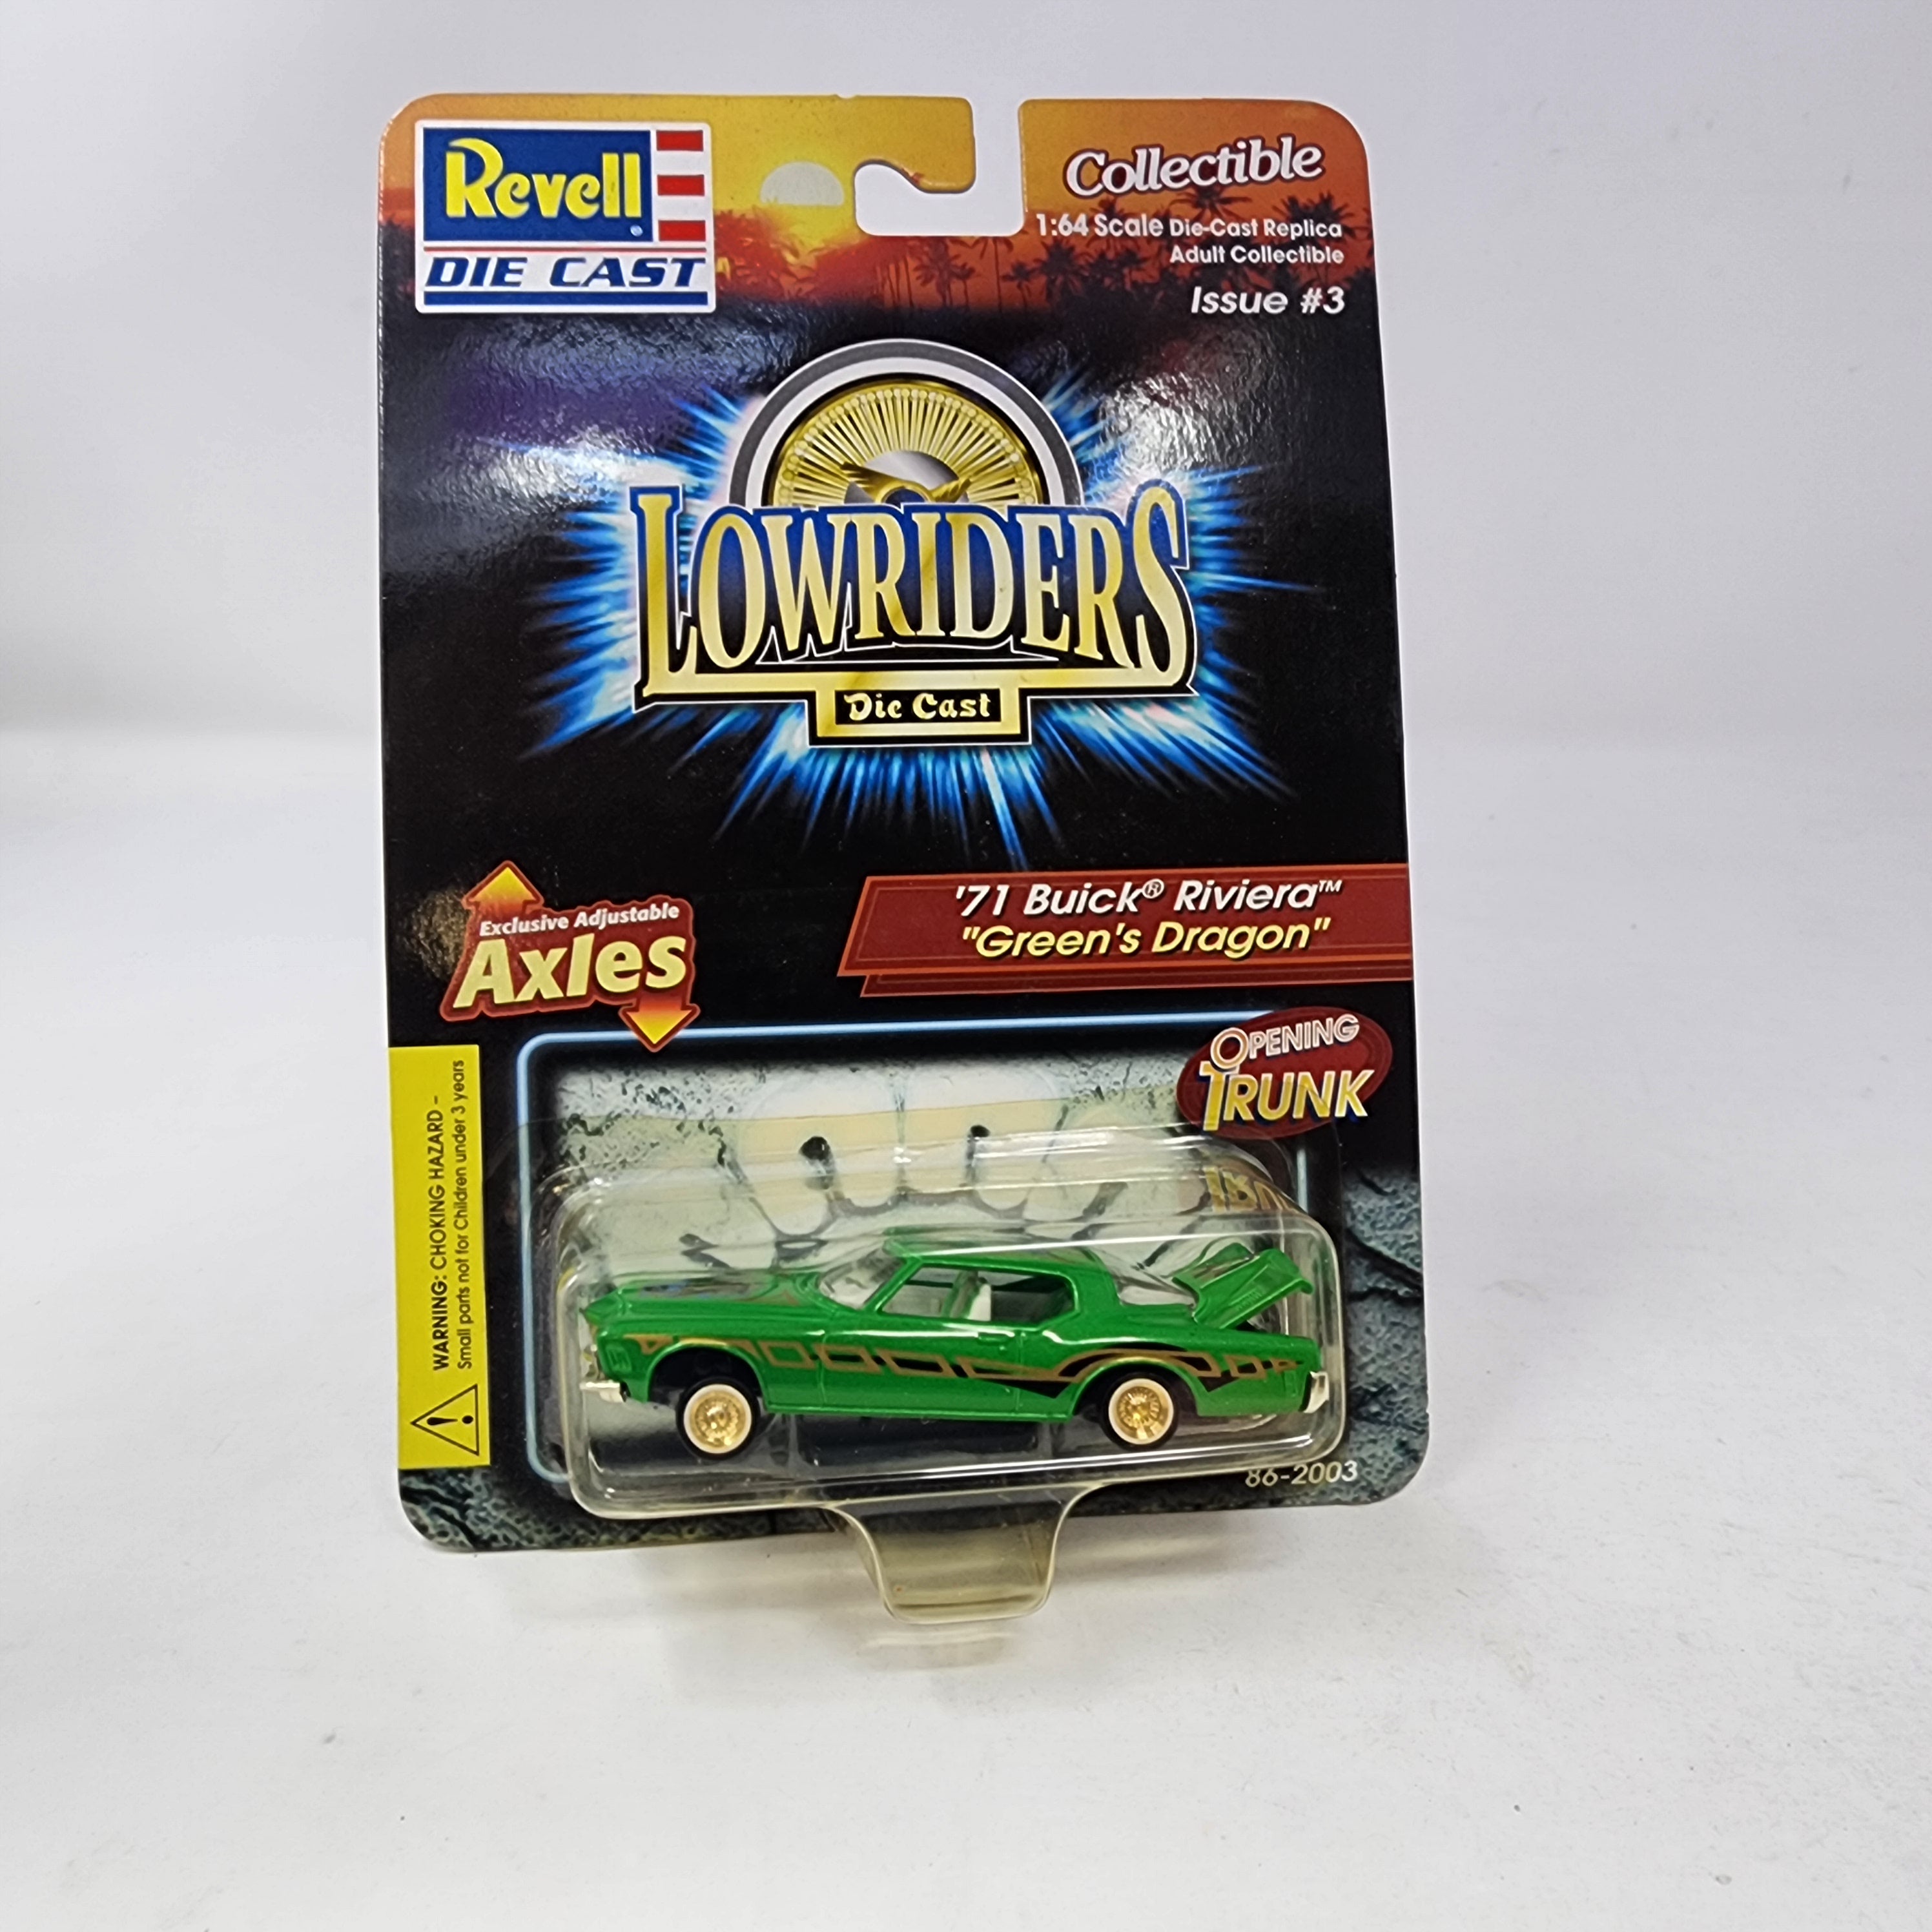 Revell®
DIE CAST
Collectible
1:64 Scale Die-Cast Replica
Adult Collectible
Issue #3
LOWRIDERS
Die Cast
Exclusive Adjustable
Axles
'71 Buick® Riviera™
"Green's Dragon"
OPENING
TRUNK
WARNING: CHOKING HAZARD –
Small parts not for Children under 3 years
86-2003